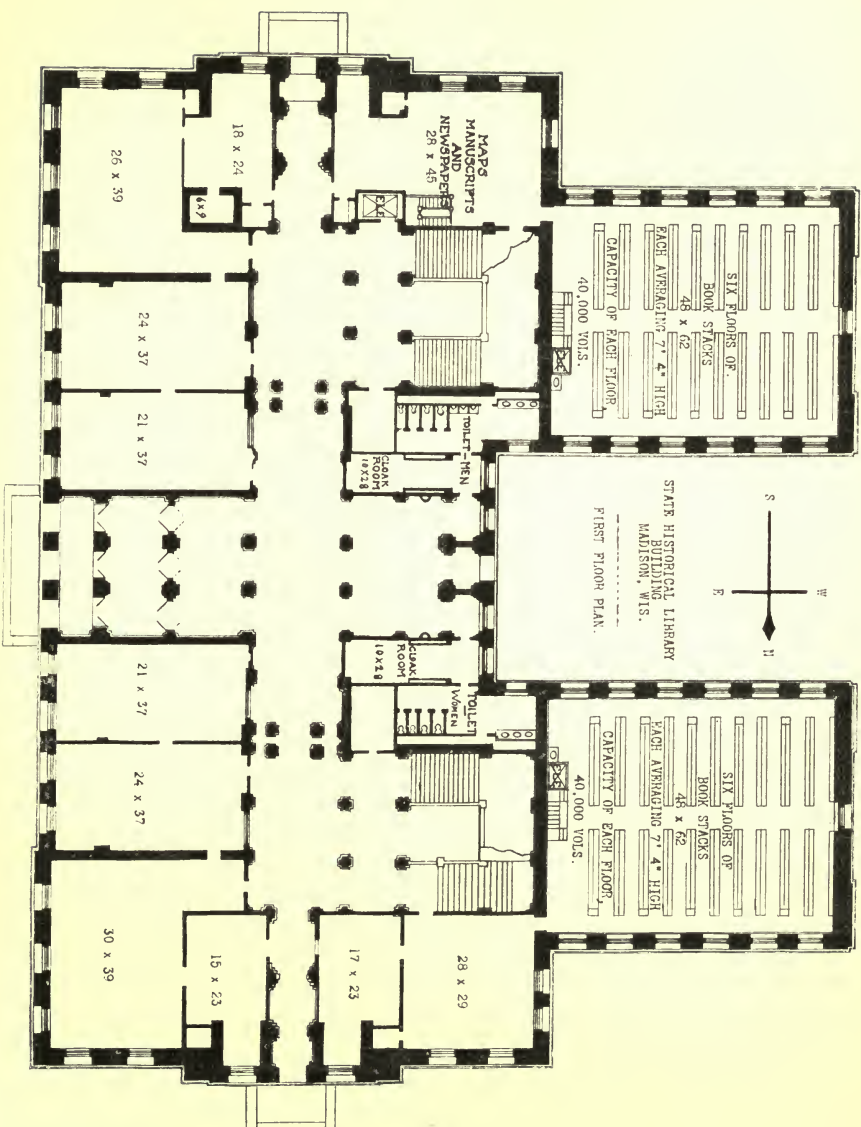 SIX FLOORS OF.
BOOK STACKS
48 x 62
EACH AVERAGING 7' 4" HIGH
CAPACITY OF EACH FLOOR,
40,000 VOLS.
ELE
W
S
N
E
STATE HISTORICAL LIBRARY
BUILDING
MADISON, WIS.
FIRST FLOOR PLAN.
SIX FLOORS OF
BOOK STACKS
48 x 62
EACH AVERAGING 7' 4" HIGH
CAPACITY OF EACH FLOOR,
40,000 VOLS.
ELE
MAPS
MANUSCRIPTS
AND
NEWSPAPERS
28 x 45
ELE
TOILET-MEN
CLOAK
ROOM
10X28
CLOAK
ROOM
10X28
TOILET
-
WOMEN
28 x 29
17 x 23
18 x 24
6x9
15 x 23
26 x 39
24 x 37
21 x 37
21 x 37
24 x 37
30 x 39